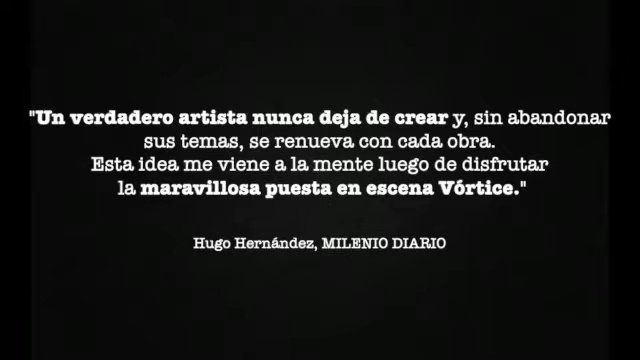 "Un verdadero artista nunca deja de crear y, sin abandonar
sus temas, se renueva con cada obra.
Esta idea me viene a la mente luego de disfrutar
la maravillosa puesta en escena Vórtice."
Hugo Hernández, MILENIO DIARIO